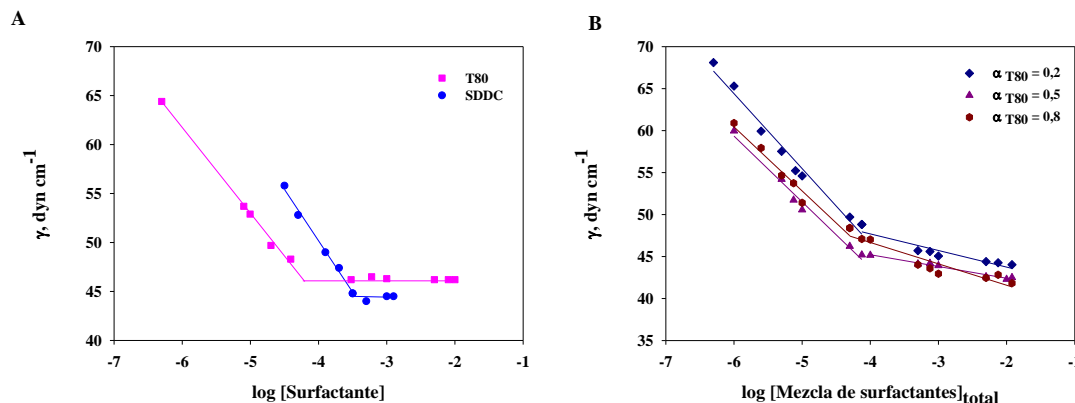 A
70
65
60
55
50
45
40
-7 -6 -5 -4 -3 -2 -1
γ, dyn cm-1
log [Surfactante]
T80
SDDC
B
70
65
60
55
50
45
40
35
-7 -6 -5 -4 -3 -2 -1
γ, dyn cm-1
log [Mezcla de surfactantes]total
α T80 = 0,2
α T80 = 0,5
α T80 = 0,8